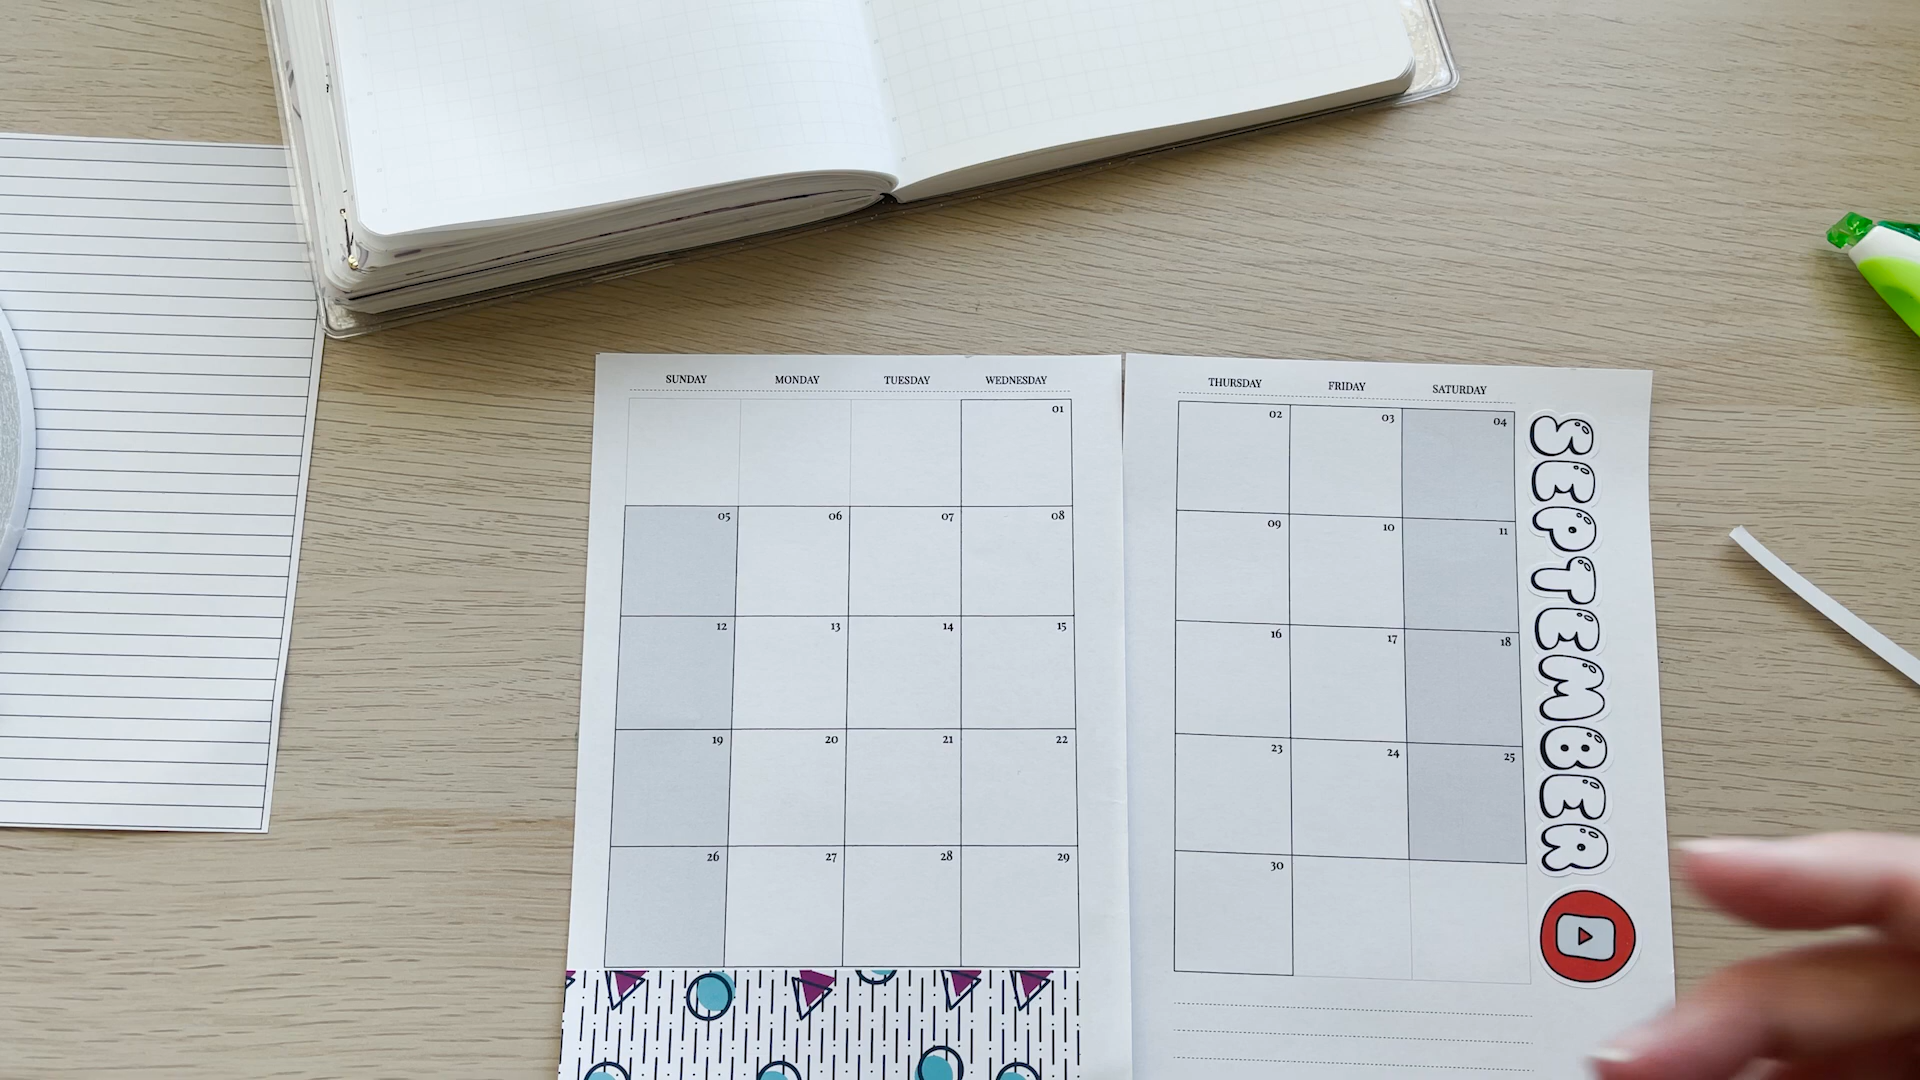 SUNDAY MONDAY TUESDAY WEDNESDAY
01
05 06 07 08
12 13 14 15
19 20 21 22
26 27 28 29
THURSDAY FRIDAY SATURDAY
02 03 04
09 10 11
16 17 18
23 24 25
30
SEPTEMBER